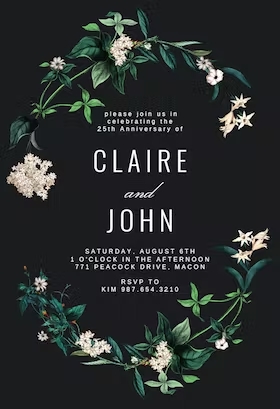 please join us in
celebrating the
25th Anniversary of
CLAIRE
and
JOHN
SATURDAY, AUGUST 6TH
1 O'CLOCK IN THE AFTERNOON
771 PEACOCK DRIVE, MACON
RSVP TO
KIM 987.654.3210